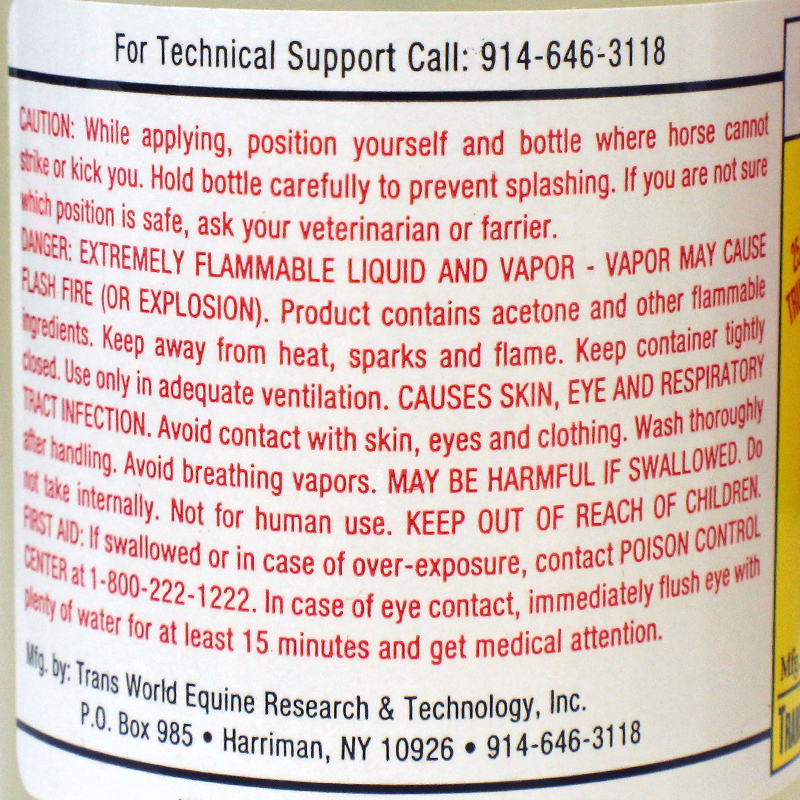 For Technical Support Call: 914-646-3118
CAUTION: While applying, position yourself and bottle where horse cannot
strike or kick you. Hold bottle carefully to prevent splashing. If you are not sure
which position is safe, ask your veterinarian or farrier.
DANGER: EXTREMELY FLAMMABLE LIQUID AND VAPOR - VAPOR MAY CAUSE
FLASH FIRE (OR EXPLOSION). Product contains acetone and other flammable
ingredients. Keep away from heat, sparks and flame. Keep container tightly
closed. Use only in adequate ventilation. CAUSES SKIN, EYE AND RESPIRATORY
TRACT INFECTION. Avoid contact with skin, eyes and clothing. Wash thoroughly
after handling. Avoid breathing vapors. MAY BE HARMFUL IF SWALLOWED. Do
not take internally. Not for human use. KEEP OUT OF REACH OF CHILDREN.
FIRST AID: If swallowed or in case of over-exposure, contact POISON CONTROL
CENTER at 1-800-222-1222. In case of eye contact, immediately flush eye with
plenty of water for at least 15 minutes and get medical attention.
Mfg. by: Trans World Equine Research & Technology, Inc.
P.O. Box 985 • Harriman, NY 10926 • 914-646-3118